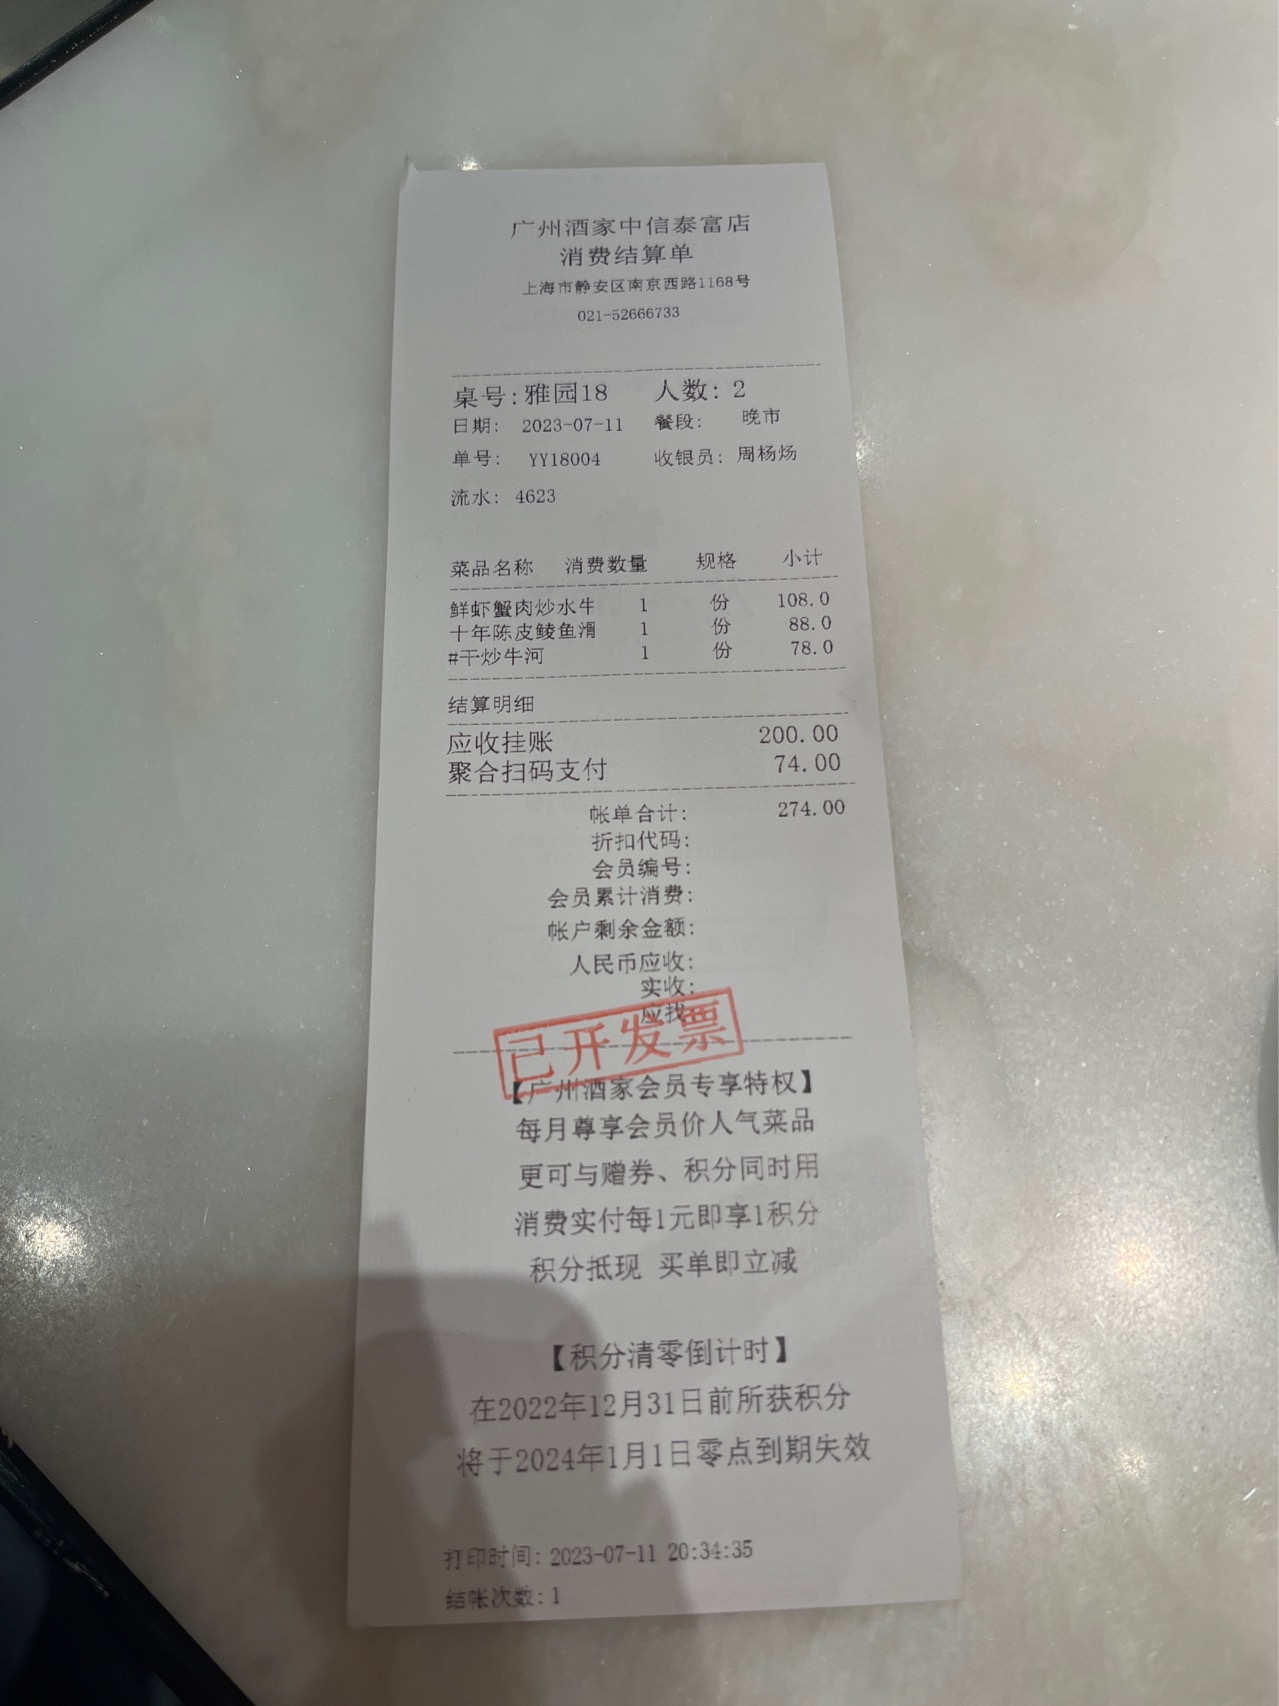 广州酒家中信泰富店
消费结算单
上海市静安区南京西路1168号
021-52666733
桌号:雅园18 人数: 2
日期: 2023-07-11 餐段: 晚市
单号: YY18004 收银员: 周杨炀
流水: 4623
菜品名称 消费数量 规格 小计
鲜虾蟹肉炒水牛 1 份 108.0
十年陈皮鲮鱼滑 1 份 88.0
#干炒牛河 1 份 78.0
结算明细
应收挂账 200.00
聚合扫码支付 74.00
帐单合计: 274.00
折扣代码:
会员编号:
会员累计消费:
帐户剩余金额:
人民币应收:
实收:
应找
已开发票
【广州酒家会员专享特权】
每月尊享会员价人气菜品
更可与赠券、积分同时用
消费实付每1元即享1积分
积分抵现 买单即立减
【积分清零倒计时】
在2022年12月31日前所获积分
将于2024年1月1日零点到期失效
打印时间: 2023-07-11 20:34:35
结帐次数: 1